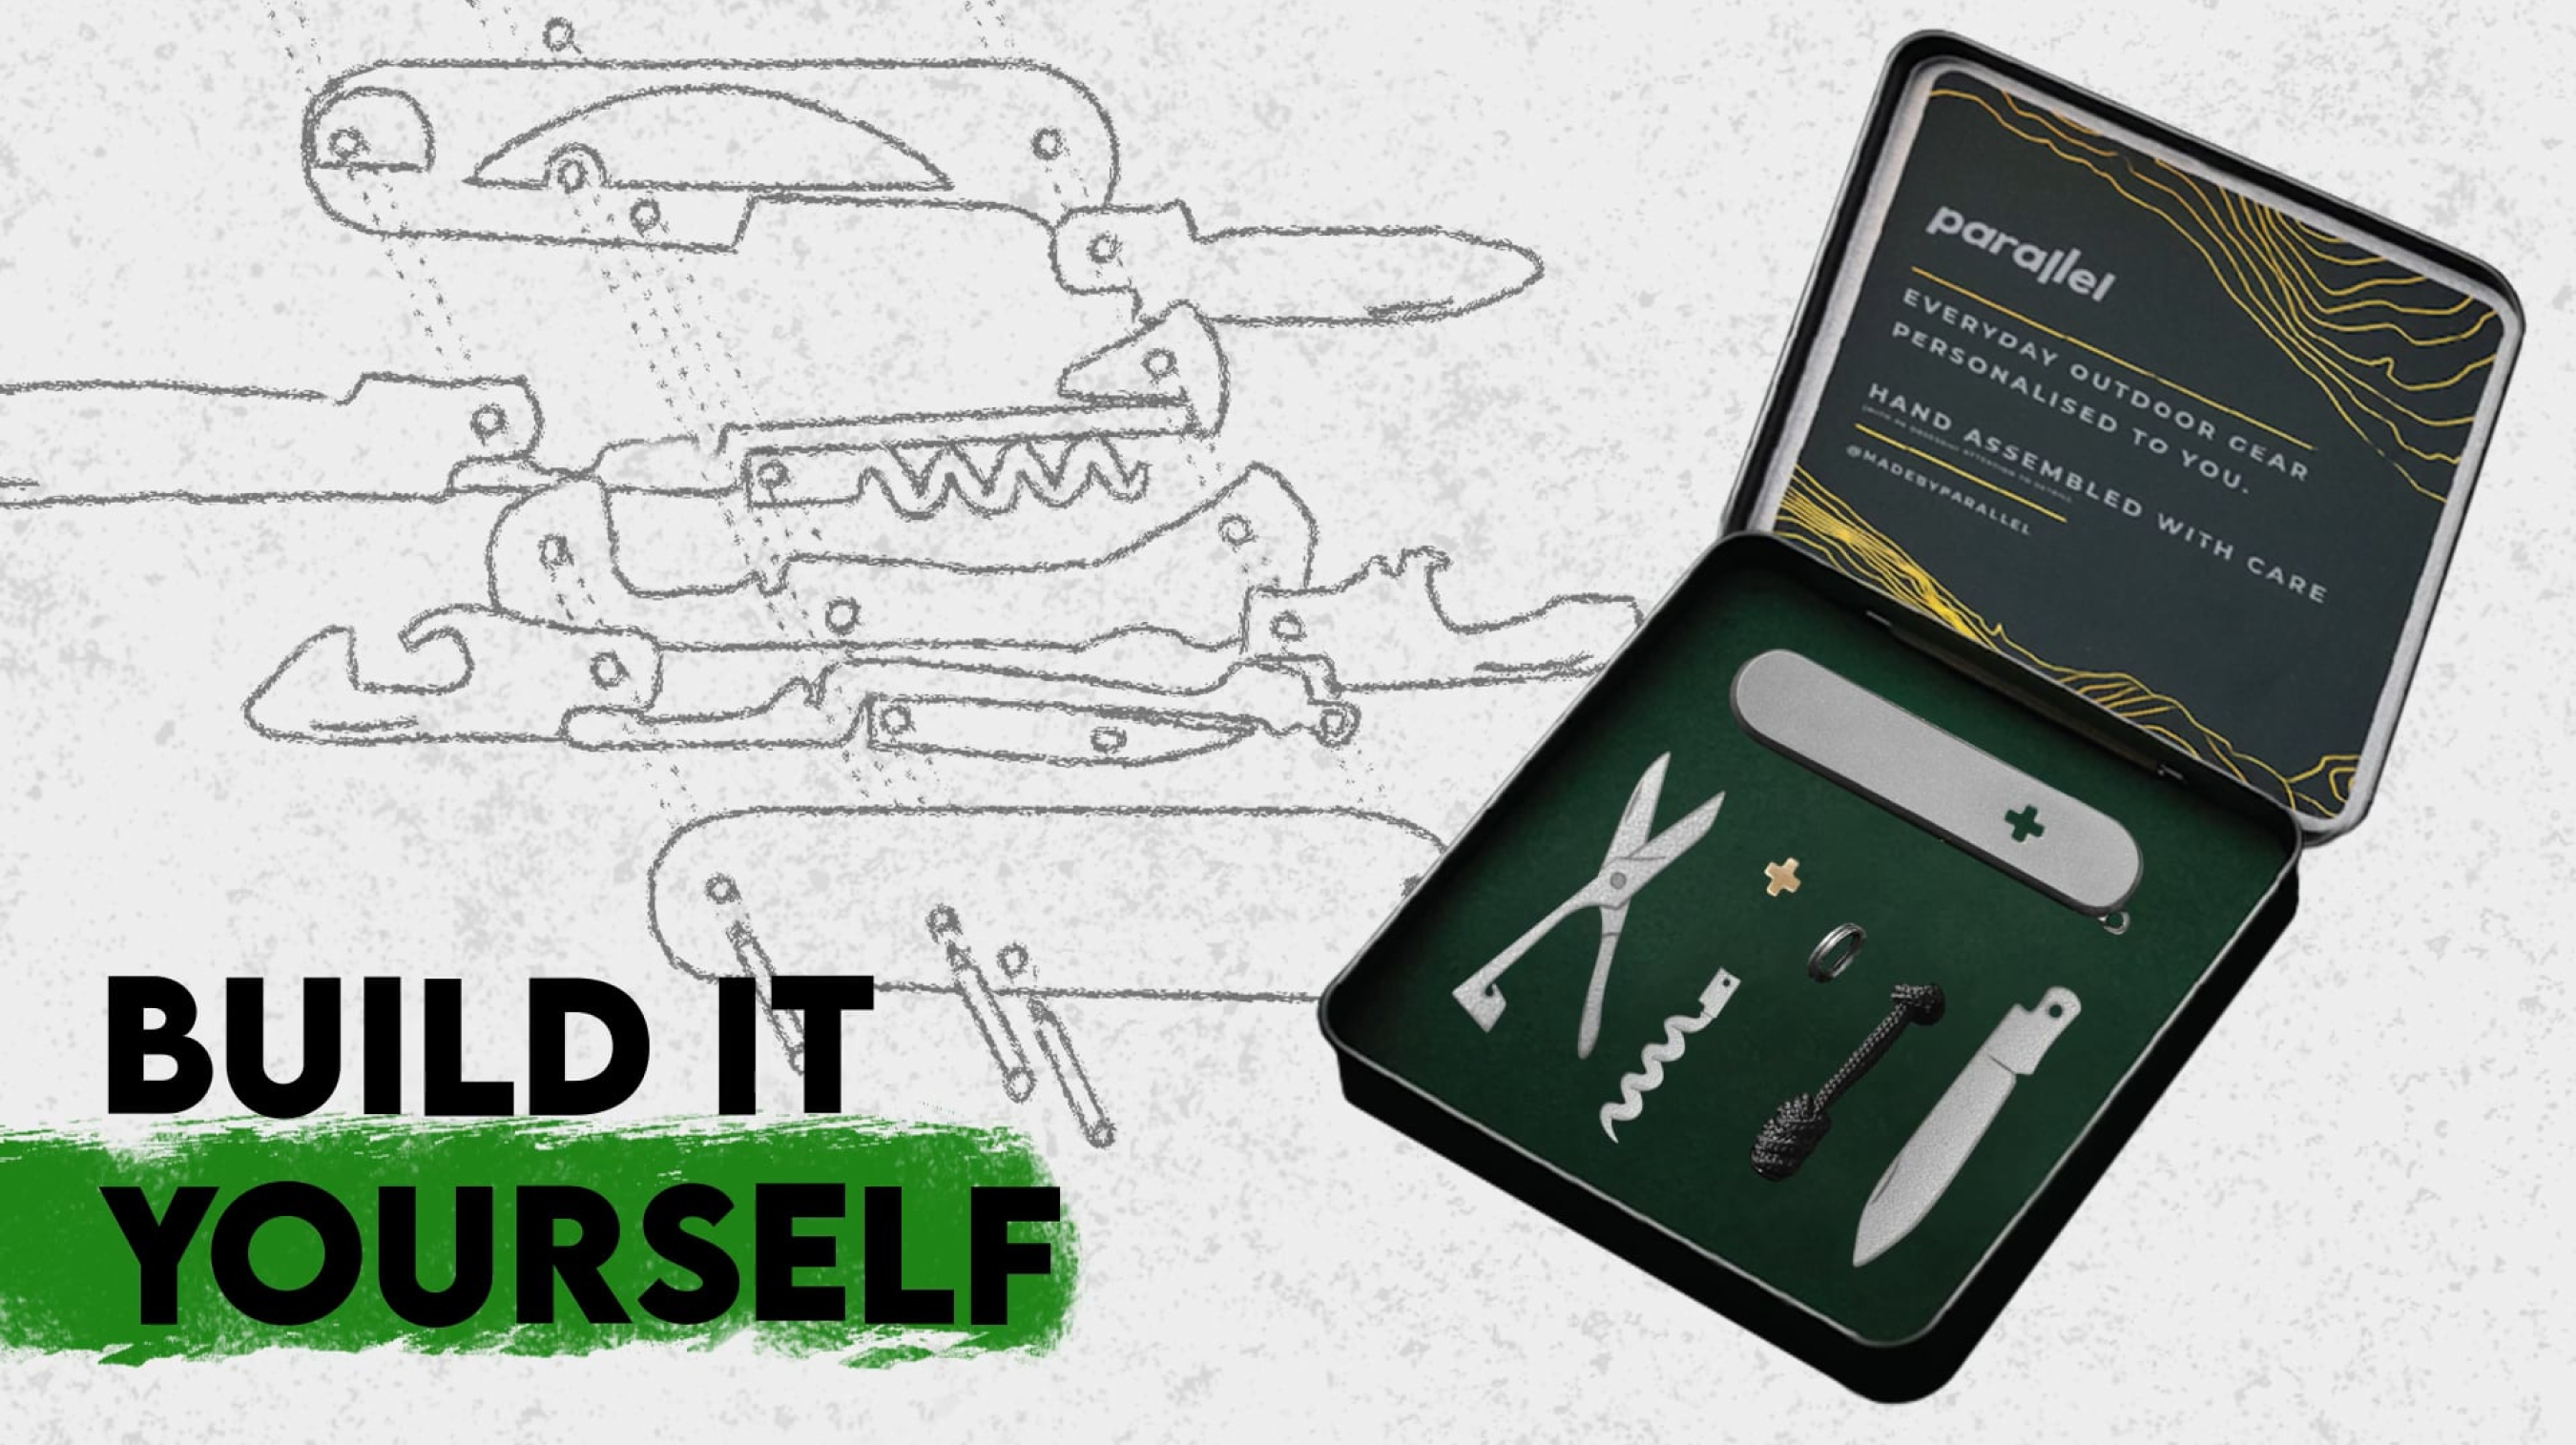 BUILD IT
YOURSELF
parallel
EVERYDAY OUTDOOR GEAR
PERSONALISED TO YOU.
HAND ASSEMBLED WITH CARE
@MADEBYPARALLEL